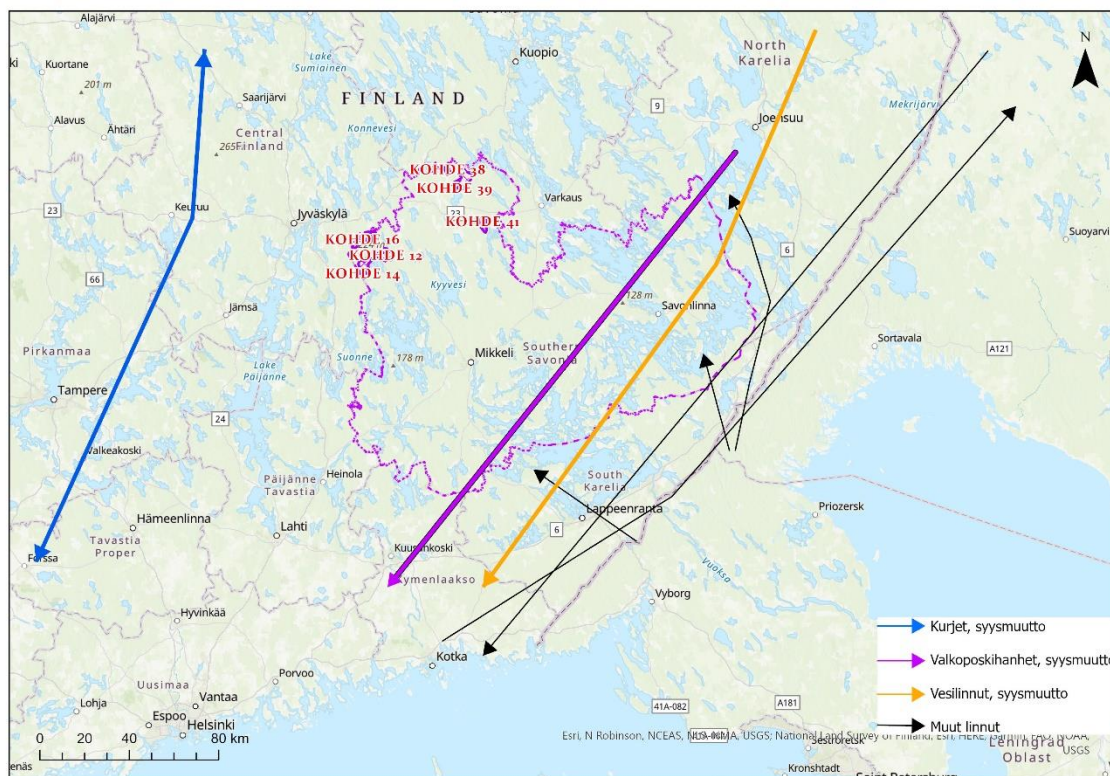 Alajärvi
Kuortane
201 m
Alavus
Ähtäri
Saarijärvi
Central
Finland
265
Lake
Sumiainen
Konnevesi
FINLAND
Kuopio
North
Karelia
9
Joensuu
Mekrijärvi
N
23
Keuruu
Jyväskylä
KOHDE 38
KOHDE 39
23
KOHDE 41
Varkaus
KOHDE 16
KOHDE 12
KOHDE 14
Kyyvesi
6
Suoyarvi
66
Jämsä
128 m
Savonlinna
Sortavala
A121
Pirkanmaa
Tampere
Lake
Päijänne
Suonne
178 m
Mikkeli
Southern
Savonia
24
Valkeakoski
Päijänne
Tavastia
Heinola
South
Karelia
Lappeenranta
6
Priozersk
Hämeenlinna
Tavastia
Proper
Lahti
Forssa
Kuusankoski
Kymenlaakso
Vuoksa
Hyvinkää
Vyborg
Kotka
Uusimaa
Porvoo
Lohja
Vantaa
Espoo
Helsinki
0 20 40 80 km
Kurjet, syysmuutto
Valkoposkihanhet, syysmuutto
Vesilinnut, syysmuutto
Muut linnut
41A-082
A181
Esri, N Robinson, NCEAS, NLS, NMA, USGS; National Land Survey of Finland, Esri, HERE, Garmin, FAO, NOAA,
USGS
Sestroretsk
Leningrad
Oblast
Kronshtadt
Saint Petersburg